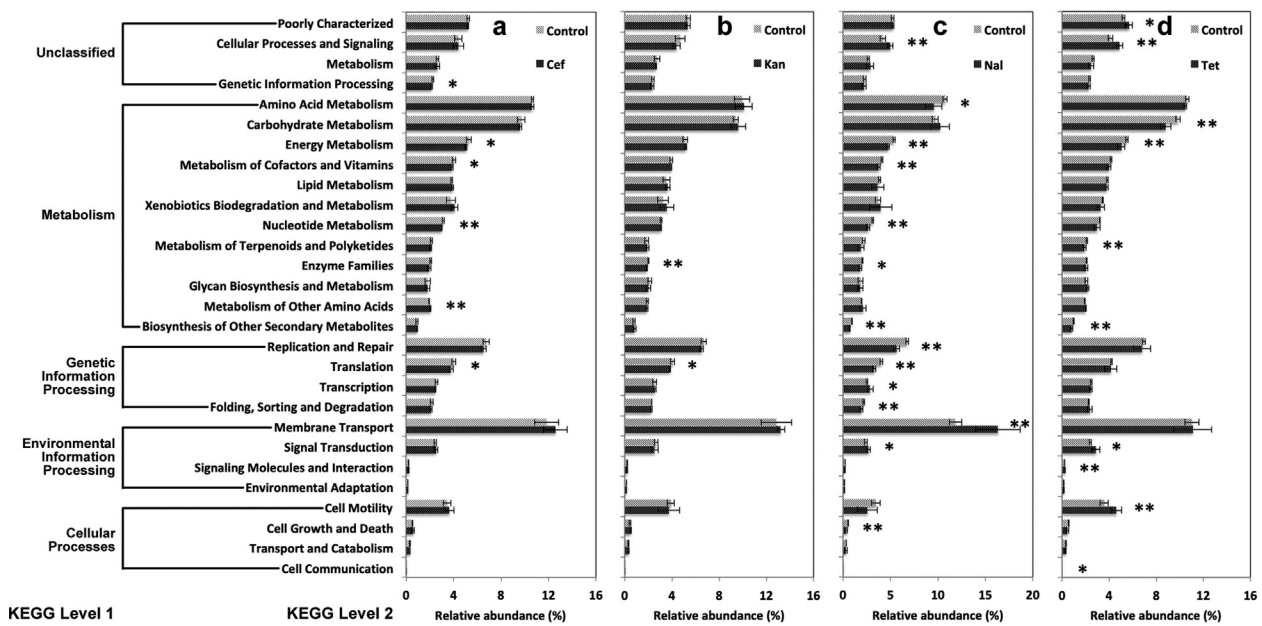 a
b
c
d
Unclassified
Poorly Characterized
Cellular Processes and Signaling
Metabolism
Genetic Information Processing
Metabolism
Amino Acid Metabolism
Carbohydrate Metabolism
Energy Metabolism
Metabolism of Cofactors and Vitamins
Lipid Metabolism
Xenobiotics Biodegradation and Metabolism
Nucleotide Metabolism
Metabolism of Terpenoids and Polyketides
Enzyme Families
Glycan Biosynthesis and Metabolism
Metabolism of Other Amino Acids
Biosynthesis of Other Secondary Metabolites
Genetic
Information
Processing
Replication and Repair
Translation
Transcription
Folding, Sorting and Degradation
Environmental
Information
Processing
Membrane Transport
Signal Transduction
Signaling Molecules and Interaction
Environmental Adaptation
Cellular
Processes
Cell Motility
Cell Growth and Death
Transport and Catabolism
Cell Communication
KEGG Level 1
KEGG Level 2
Control
Cef
*
*
*
**
**
*
0 4 8 12 16
Relative abundance (%)
Control
Kan
**
*
0 4 8 12 16
Relative abundance (%)
Control
Nal
**
*
**
**
**
*
**
**
**
*
**
**
*
**
0 5 10 15 20
Relative abundance (%)
Control
Tet
*
**
**
**
**
**
*
**
**
*
0 4 8 12 16
Relative abundance (%)